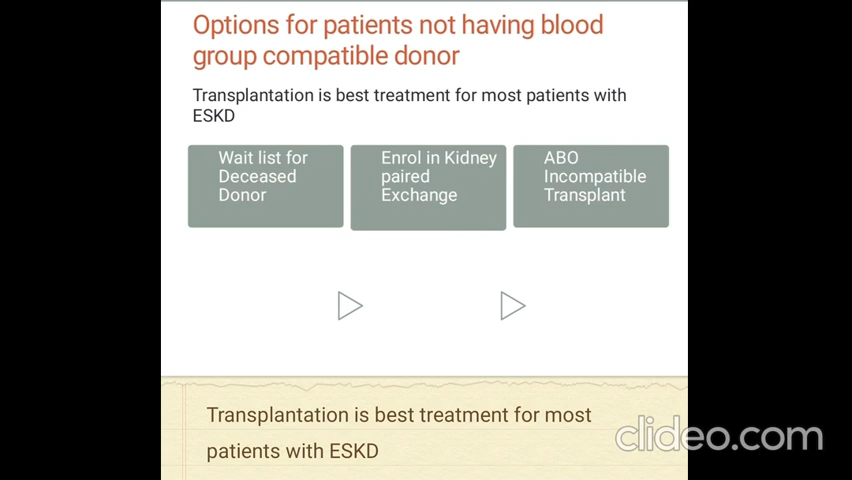 Options for patients not having blood
group compatible donor
Transplantation is best treatment for most patients with
ESKD
Wait list for
Deceased
Donor
Enrol in Kidney
paired
Exchange
ABO
Incompatible
Transplant
Transplantation is best treatment for most
patients with ESKD
clideo.com